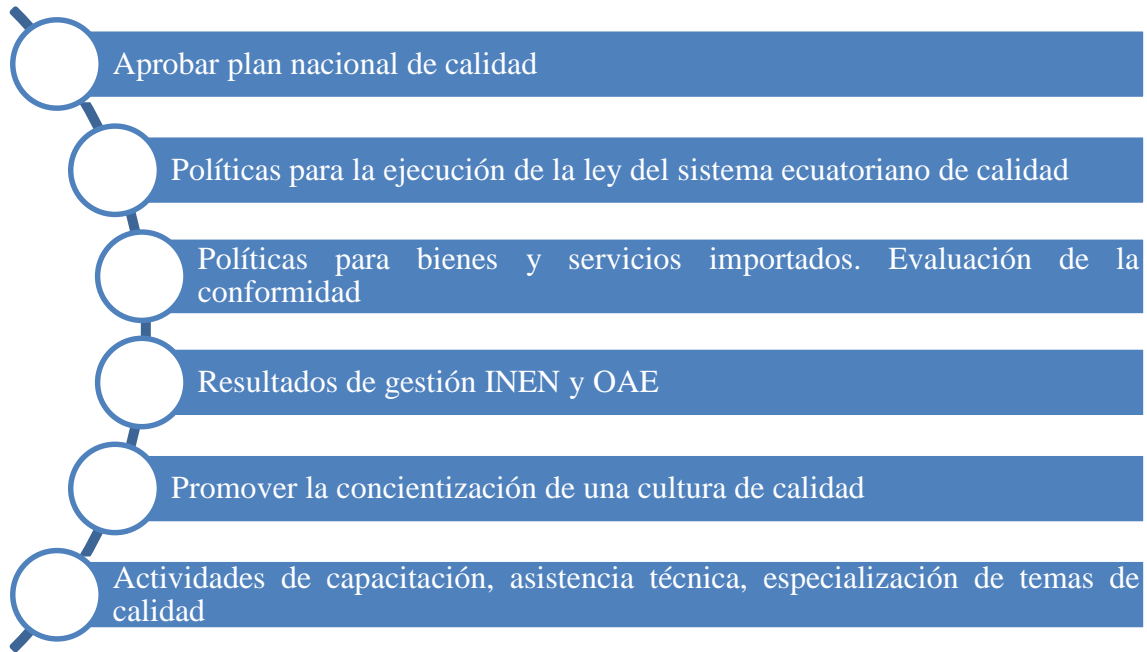 Aprobar plan nacional de calidad
Políticas para la ejecución de la ley del sistema ecuatoriano de calidad
Políticas para bienes y servicios importados. Evaluación de la
conformidad
Resultados de gestión INEN y OAE
Promover la concientización de una cultura de calidad
Actividades de capacitación, asistencia técnica, especialización de temas de
calidad